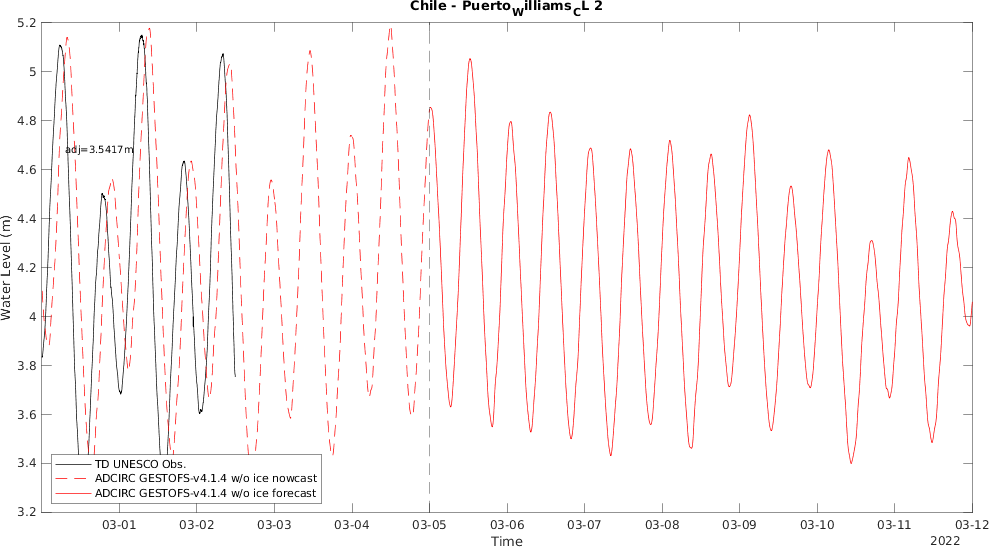 Chile - PuertoWilliamsCL 2
5.2
5
4.8
4.6
4.4
4.2
4
3.8
3.6
3.4
3.2
Water Level (m)
adj=3.5417m
TD UNESCO Obs.
ADCIRC GESTOFS-v4.1.4 w/o ice nowcast
ADCIRC GESTOFS-v4.1.4 w/o ice forecast
03-01 03-02 03-03 03-04 03-05 03-06 03-07 03-08 03-09 03-10 03-11 03-12
Time
2022